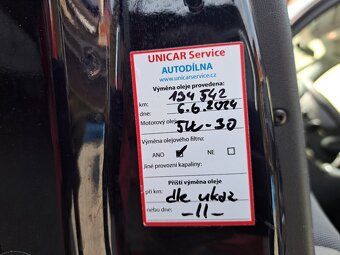 UNICAR Service
AUTODÍLNA
www.unicarservice.cz
Výměna oleje provedena:
km: 194 542
dne: 6.6.2024
Motorový olej: 5W-30
Výměna olejového filtru:
ANO ✓ NE
Jiné provozní kapaliny:
Příští výměna oleje
při km: dle ukaz
nebo dne: -11-